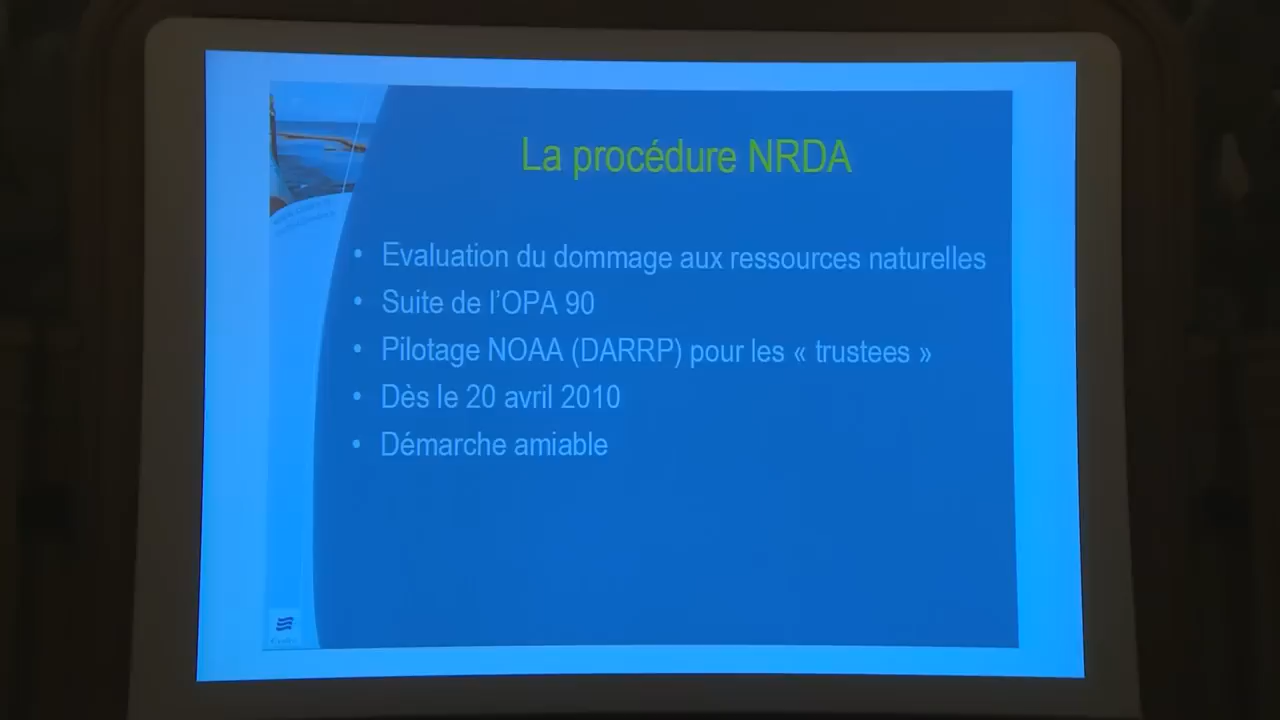 La procédure NRDA
• Evaluation du dommage aux ressources naturelles
• Suite de l’OPA 90
• Pilotage NOAA (DARRP) pour les « trustees »
• Dès le 20 avril 2010
• Démarche amiable